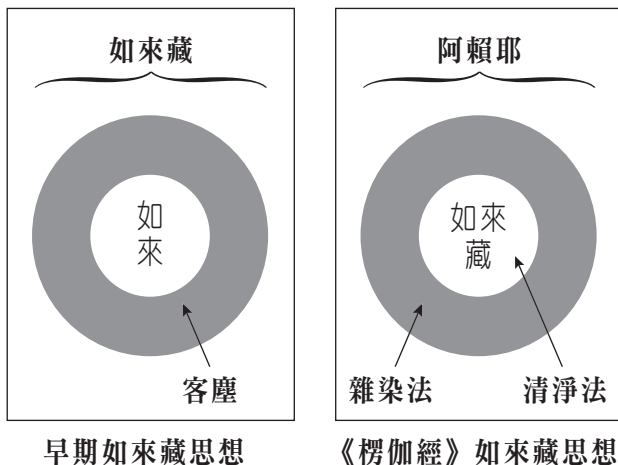 如來藏
如
來
客塵
早期如來藏思想
阿賴耶
如來
藏
雜染法
清淨法
《楞伽經》如來藏思想